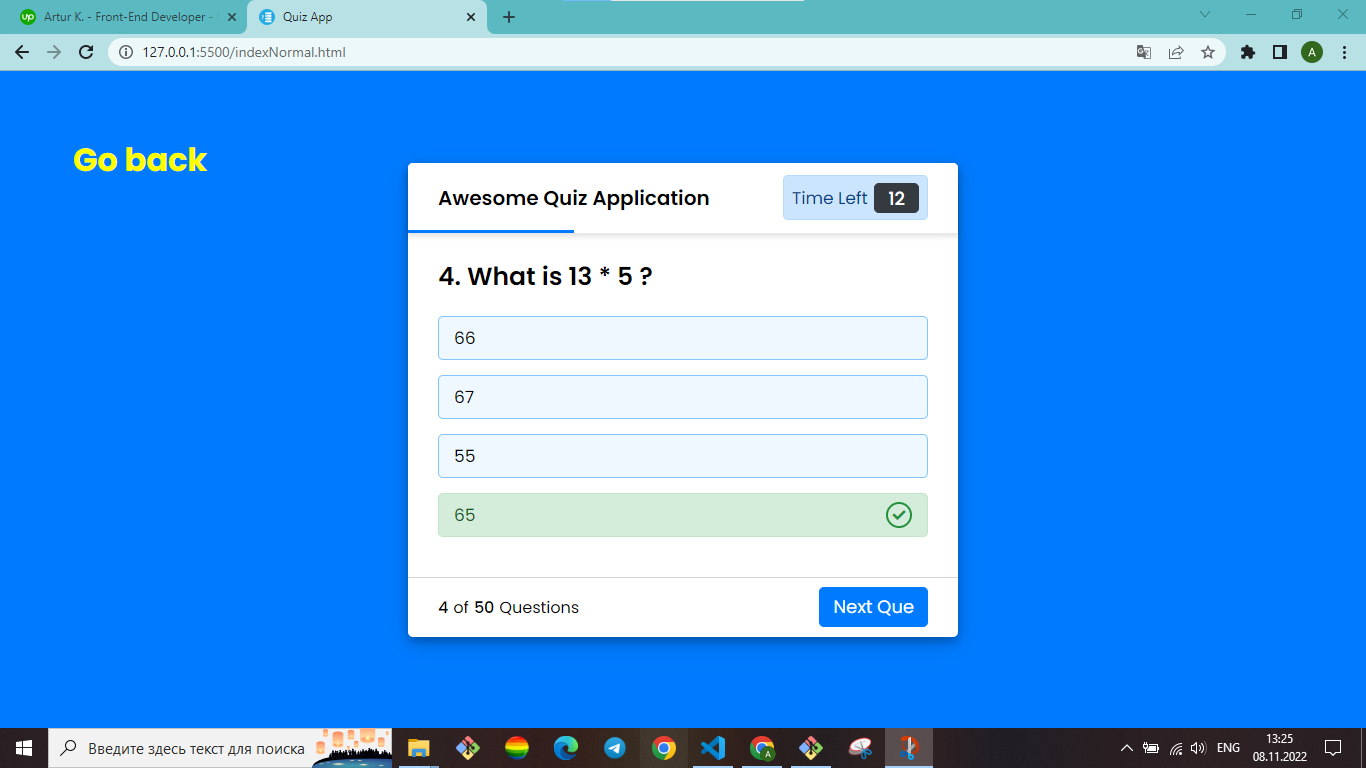 Artur K. - Front-End Developer -
Quiz App
127.0.0.1:5500/indexNormal.html
A
Go back
Awesome Quiz Application
Time Left 12
4. What is 13 * 5 ?
66
67
55
65
4 of 50 Questions
Next Que
Введите здесь текст для поиска
A
ENG
13:25
08.11.2022